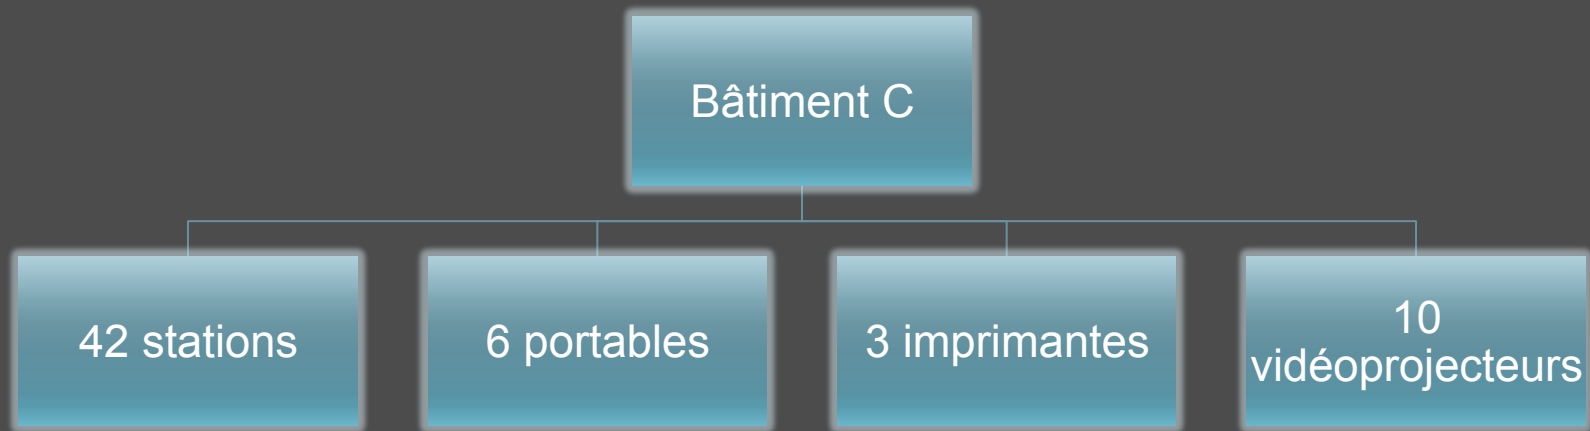 Bâtiment C
42 stations
6 portables
3 imprimantes
10
vidéoprojecteurs